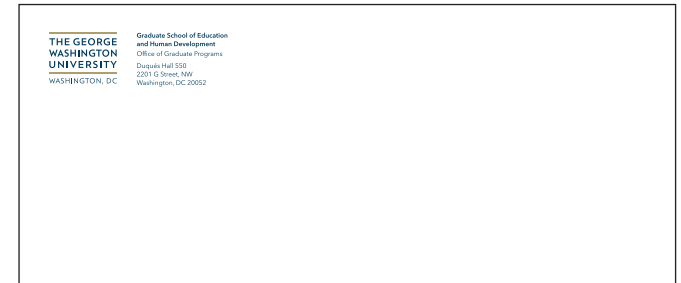 THE GEORGE
WASHINGTON
UNIVERSITY
WASHINGTON, DC
Graduate School of Education
and Human Development
Office of Graduate Programs
Duqués Hall 550
2201 G Street, NW
Washington, DC 20052